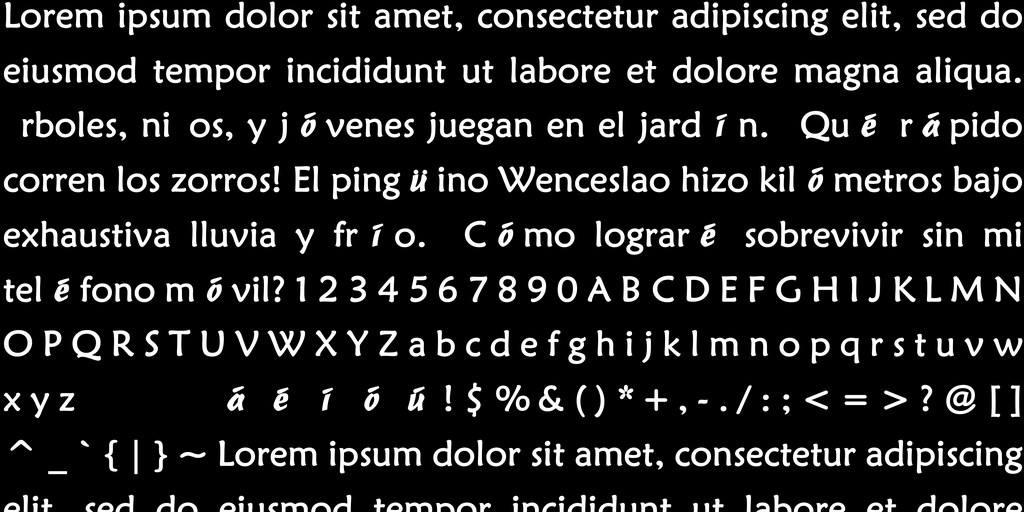 Lorem ipsum dolor sit amet, consectetur adipiscing elit, sed do
eiusmod tempor incididunt ut labore et dolore magna aliqua.
rboles, ni os, y j ó venes juegan en el jard í n. Qu é r á pido
corren los zorros! El ping ü ino Wenceslao hizo kil ó metros bajo
exhaustiva lluvia y fr í o. C ó mo lograr é sobrevivir sin mi
tel é fono m ó vil? 1 2 3 4 5 6 7 8 9 0 A B C D E F G H I J K L M N
O P Q R S T U V W X Y Z a b c d e f g h i j k l m n o p q r s t u v w
x y z á é í ó ú ! $ % & ( ) * + , - . / : ; < = > ? @ [ ]
^ _ ` { | } ~ Lorem ipsum dolor sit amet, consectetur adipiscing
elit, sed do eiusmod tempor incididunt ut labore et dolore